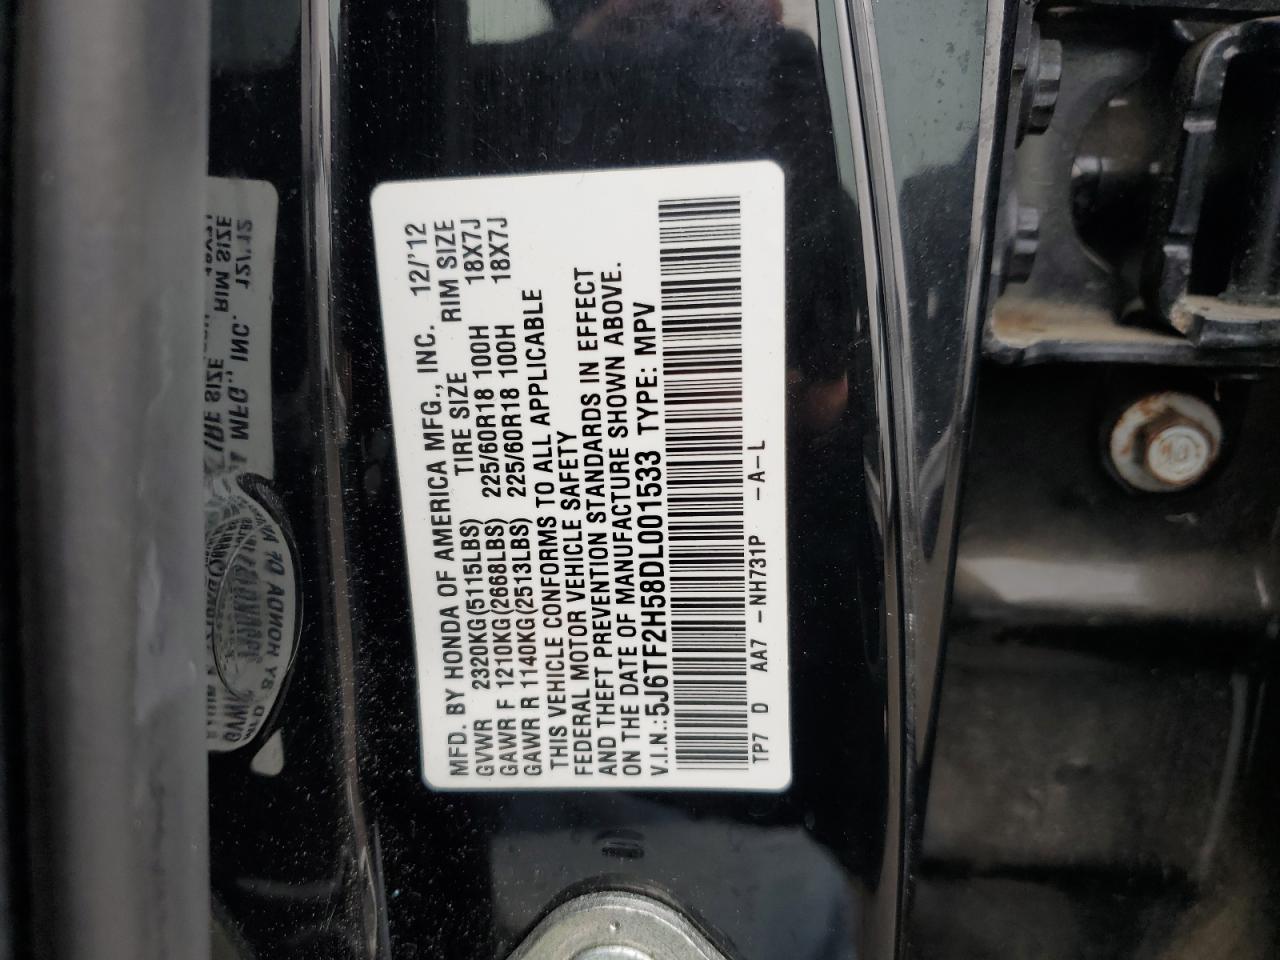 MFD. BY HONDA OF AMERICA MFG., INC. 12/'12
GVWR 2320KG(5115LBS) TIRE SIZE RIM SIZE
GAWR F 1210KG(2668LBS) 225/60R18 100H 18X7J
GAWR R 1140KG(2513LBS) 225/60R18 100H 18X7J
THIS VEHICLE CONFORMS TO ALL APPLICABLE
FEDERAL MOTOR VEHICLE SAFETY
AND THEFT PREVENTION STANDARDS IN EFFECT
ON THE DATE OF MANUFACTURE SHOWN ABOVE.
V.I.N.:5J6TF2H58DL001533 TYPE: MPV
TP7 0 AA7 -NH731P -A-L